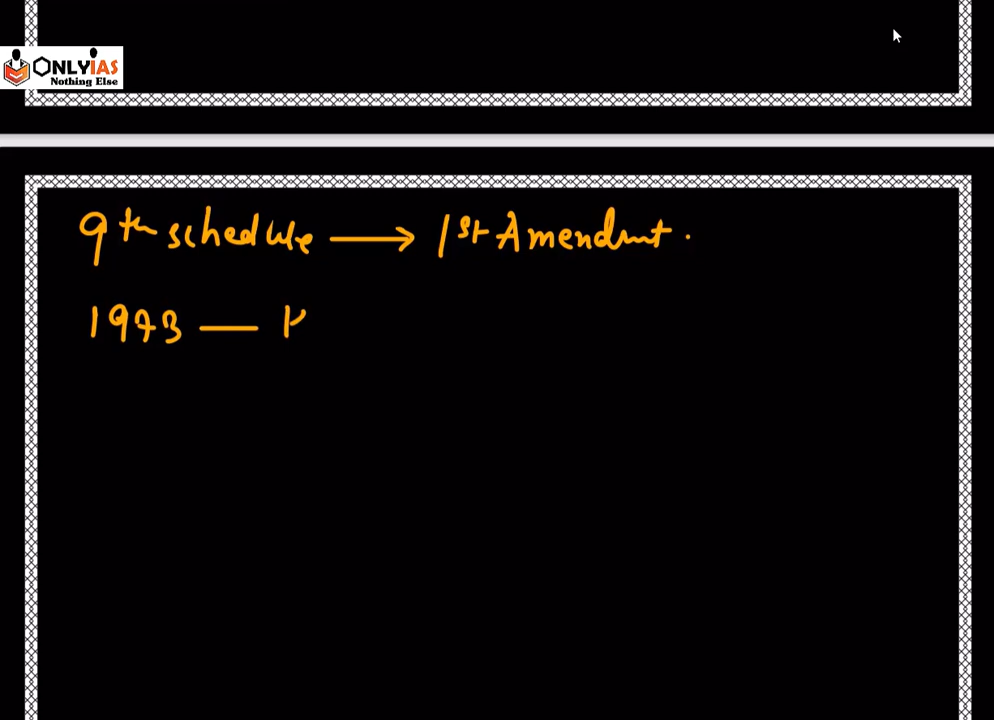 ONLYIAS
Nothing Else
9th schedule → 1st Amendment.
1973 — K